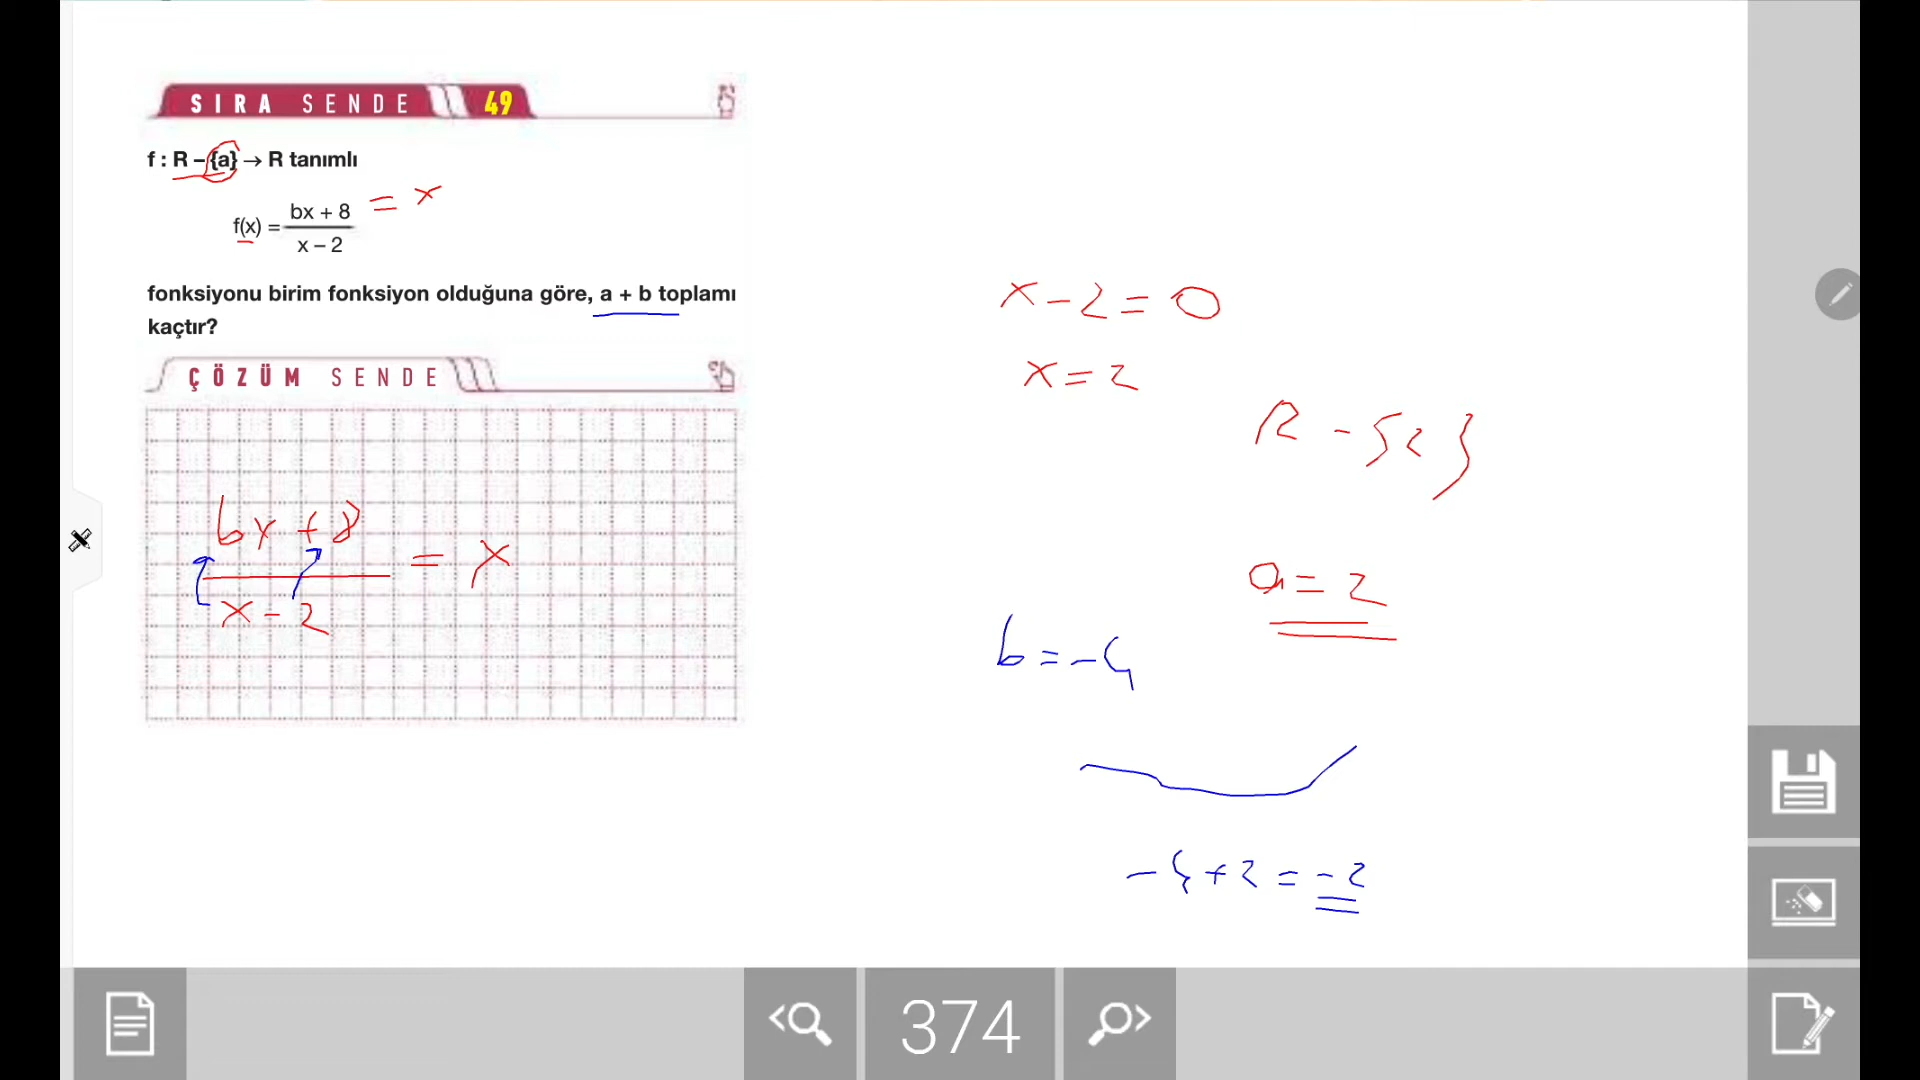 SIRA SENDE 49
f : R – {a} → R tanımlı
f(x) = bx + 8 = x
x – 2
fonksiyonu birim fonksiyon olduğuna göre, a + b toplamı
kaçtır?
ÇÖZÜM SENDE
bx + 8
= x
x - 2
x - 2 = 0
x = 2
R - {2}
a = 2
b = -4
-4 + 2 = -2
374